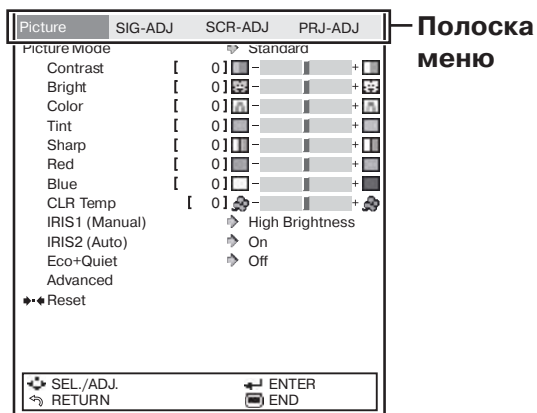 Picture SIG-ADJ SCR-ADJ PRJ-ADJ
Полоска меню
Picture Mode Standard
Contrast [ 0 ] - +
Bright [ 0 ] - +
Color [ 0 ] - +
Tint [ 0 ] - +
Sharp [ 0 ] - +
Red [ 0 ] - +
Blue [ 0 ] - +
CLR Temp [ 0 ] - +
IRIS1 (Manual) High Brightness
IRIS2 (Auto) On
Eco+Quiet Off
Advanced
Reset
SEL./ADJ. ENTER
RETURN END